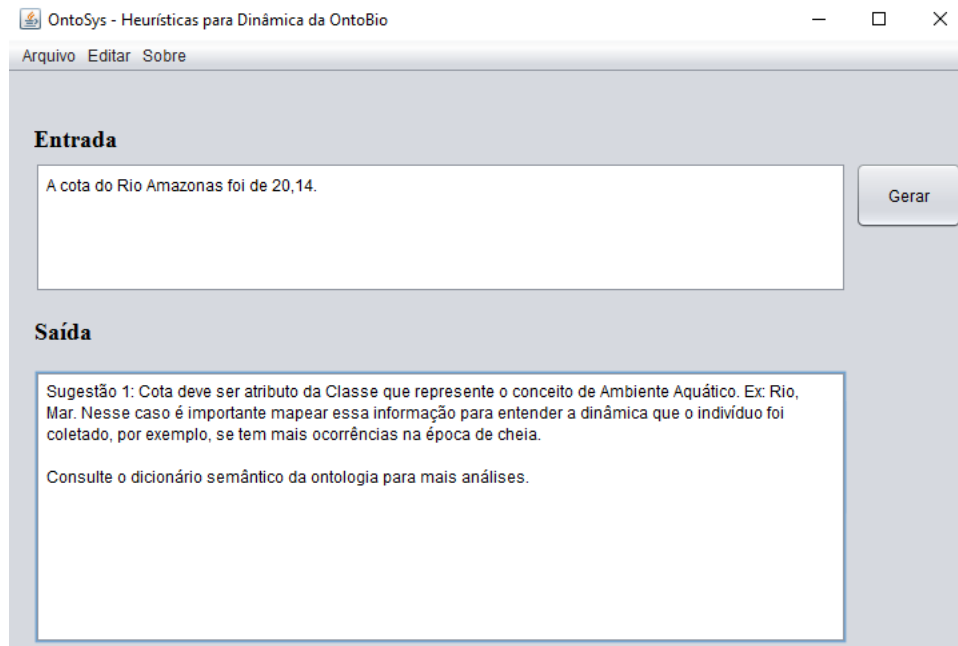 OntoSys - Heurísticas para Dinâmica da OntoBio
Arquivo Editar Sobre
Entrada
A cota do Rio Amazonas foi de 20,14.
Gerar
Saída
Sugestão 1: Cota deve ser atributo da Classe que represente o conceito de Ambiente Aquático. Ex: Rio,
Mar. Nesse caso é importante mapear essa informação para entender a dinâmica que o indivíduo foi
coletado, por exemplo, se tem mais ocorrências na época de cheia.
Consulte o dicionário semântico da ontologia para mais análises.